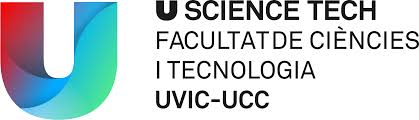 U SCIENCE TECH
FACULTAT DE CIÈNCIES
I TECNOLOGIA
UVIC-UCC